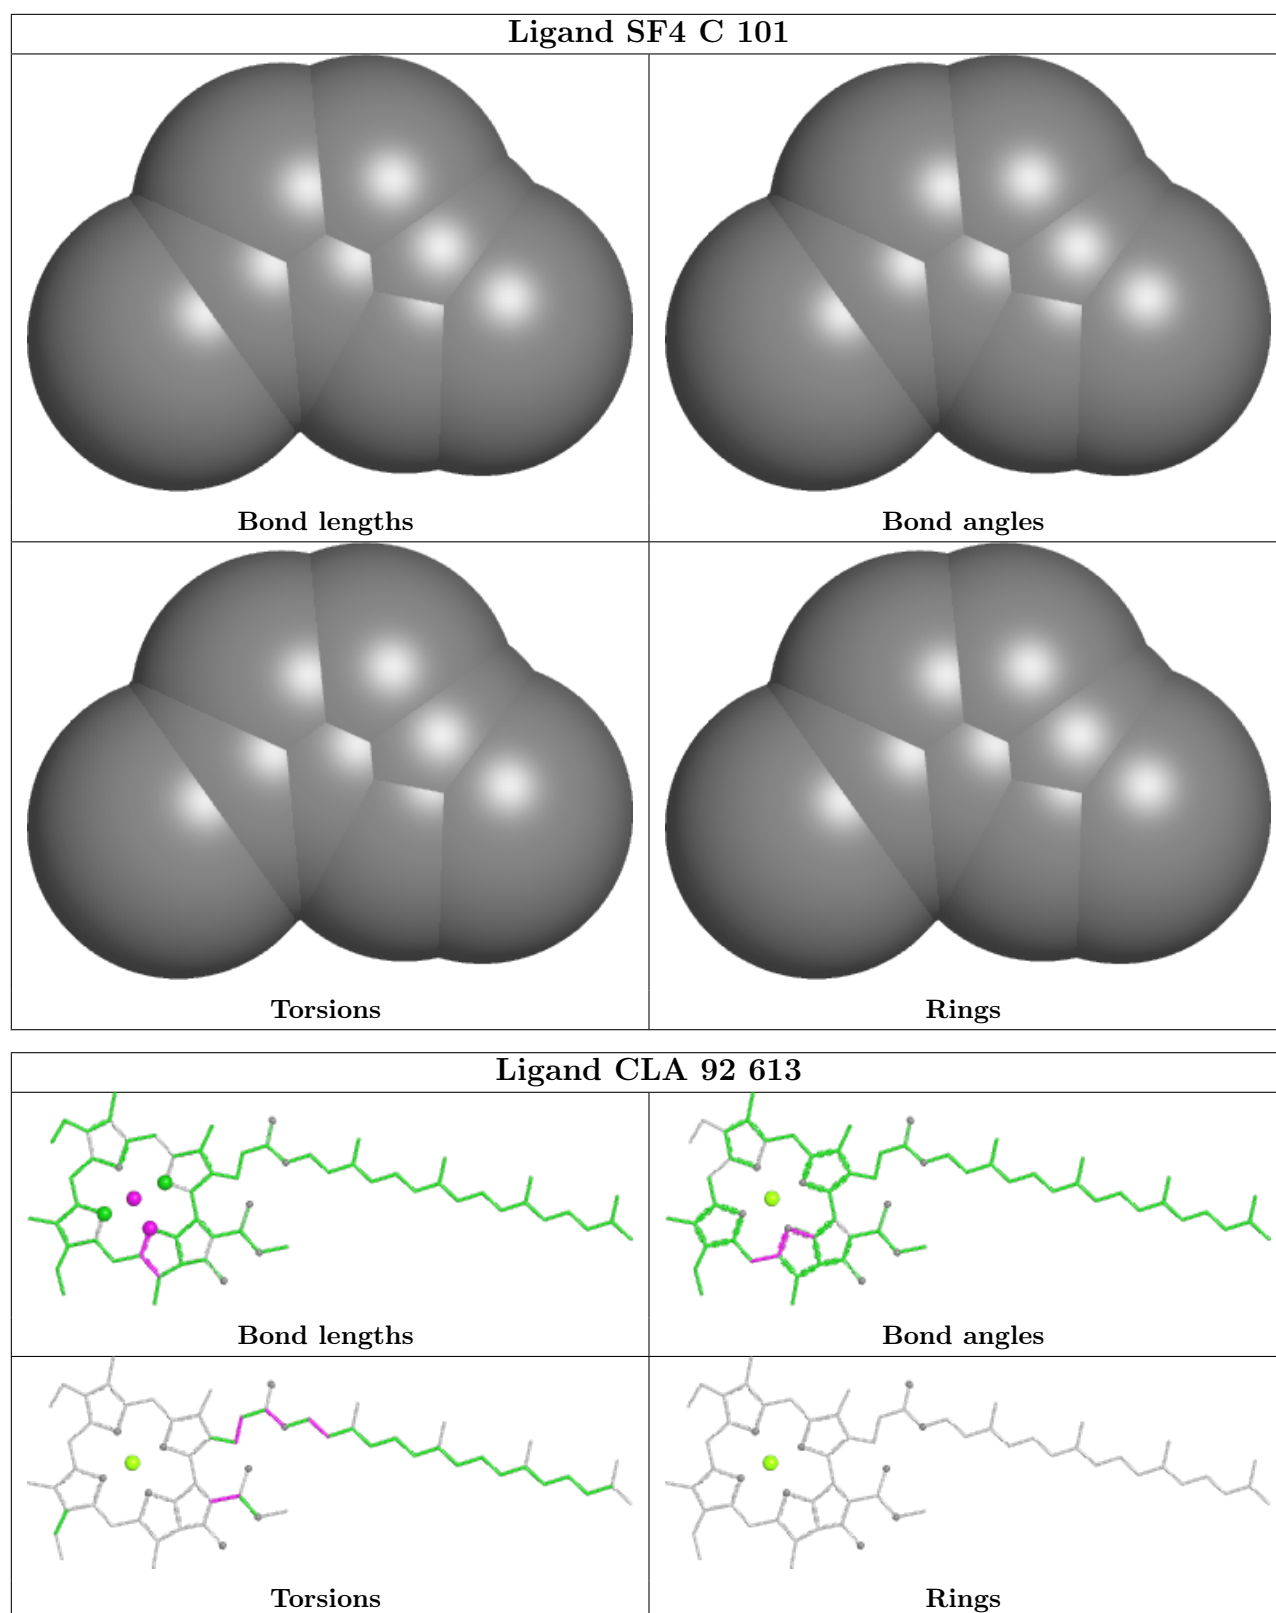 Ligand SF4 C 101
Bond lengths
Bond angles
Torsions
Rings
Ligand CLA 92 613
Bond lengths
Bond angles
Torsions
Rings